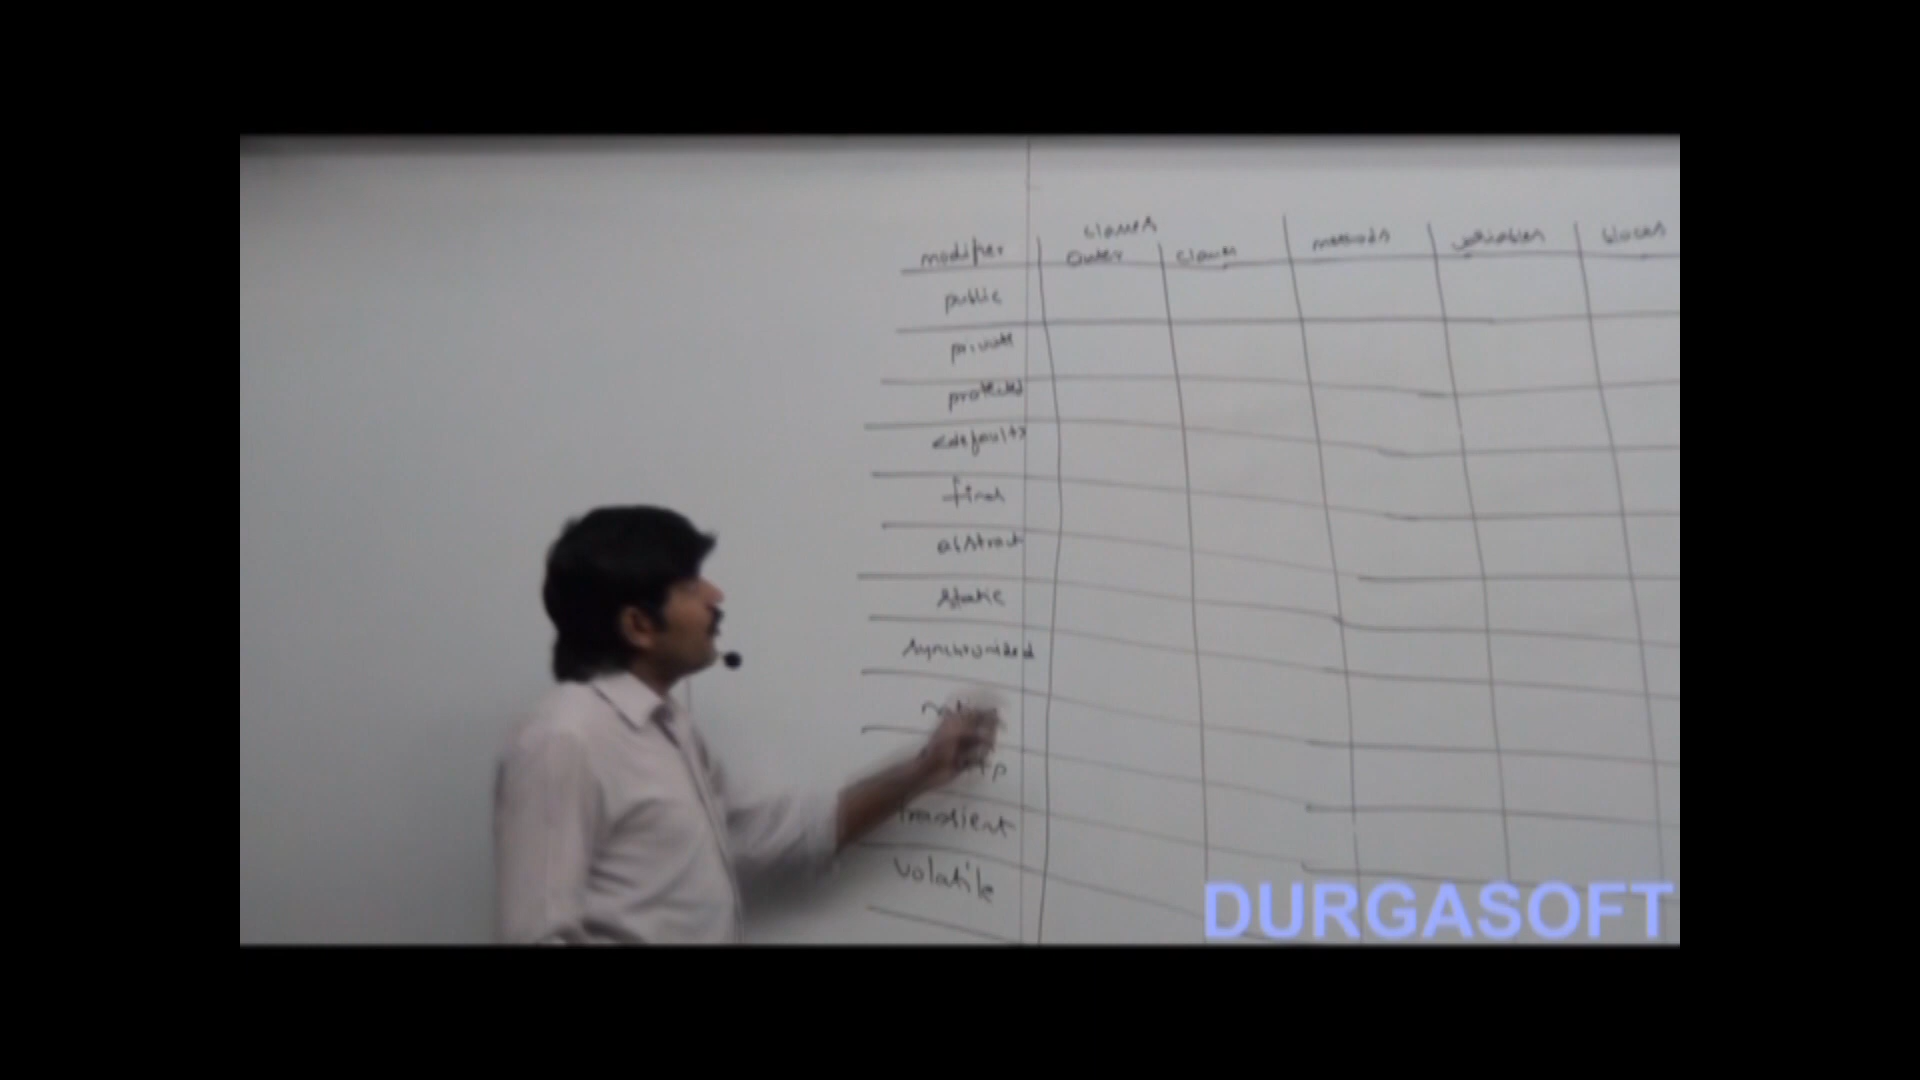 classes
modifier outer classes methods variables blocks
public
private
protected
<default>
final
abstract
static
synchronized
transient
volatile
DURGASOFT